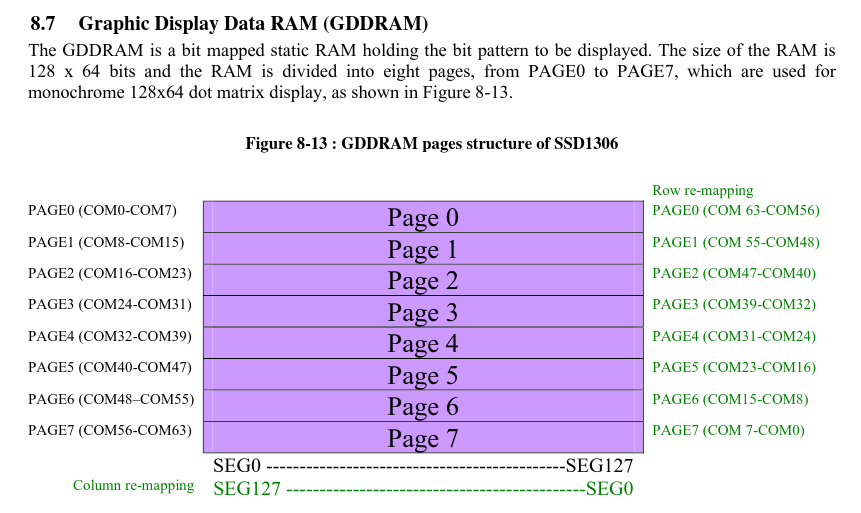 8.7 Graphic Display Data RAM (GDDRAM)
The GDDRAM is a bit mapped static RAM holding the bit pattern to be displayed. The size of the RAM is
128 x 64 bits and the RAM is divided into eight pages, from PAGE0 to PAGE7, which are used for
monochrome 128x64 dot matrix display, as shown in Figure 8-13.
Figure 8-13 : GDDRAM pages structure of SSD1306
Row re-mapping
PAGE0 (COM0-COM7) Page 0 PAGE0 (COM 63-COM56)
PAGE1 (COM8-COM15) Page 1 PAGE1 (COM 55-COM48)
PAGE2 (COM16-COM23) Page 2 PAGE2 (COM47-COM40)
PAGE3 (COM24-COM31) Page 3 PAGE3 (COM39-COM32)
PAGE4 (COM32-COM39) Page 4 PAGE4 (COM31-COM24)
PAGE5 (COM40-COM47) Page 5 PAGE5 (COM23-COM16)
PAGE6 (COM48–COM55) Page 6 PAGE6 (COM15-COM8)
PAGE7 (COM56-COM63) Page 7 PAGE7 (COM 7-COM0)
SEG0 ---------------------------------------------SEG127
Column re-mapping SEG127 ---------------------------------------------SEG0